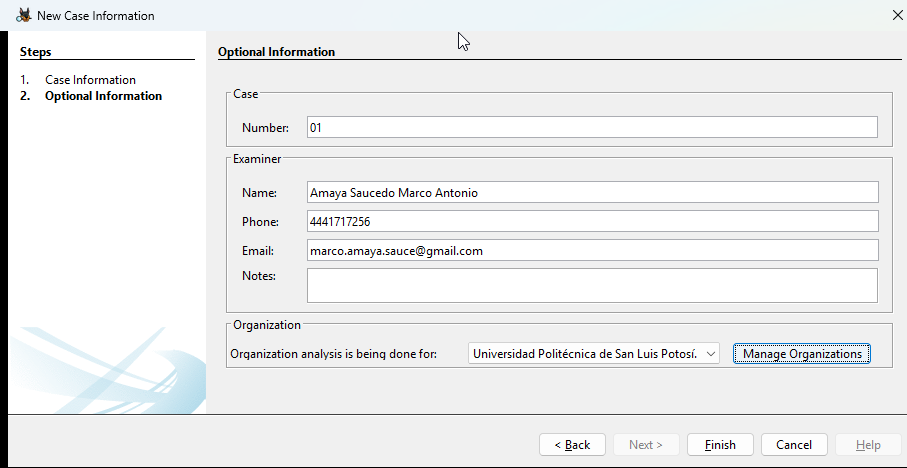 New Case Information
Steps
1. Case Information
2. Optional Information
Optional Information
Case
Number: 01
Examiner
Name: Amaya Saucedo Marco Antonio
Phone: 4441717256
Email: marco.amaya.sauce@gmail.com
Notes:
Organization
Organization analysis is being done for: Universidad Politécnica de San Luis Potosí. Manage Organizations
< Back Next > Finish Cancel Help